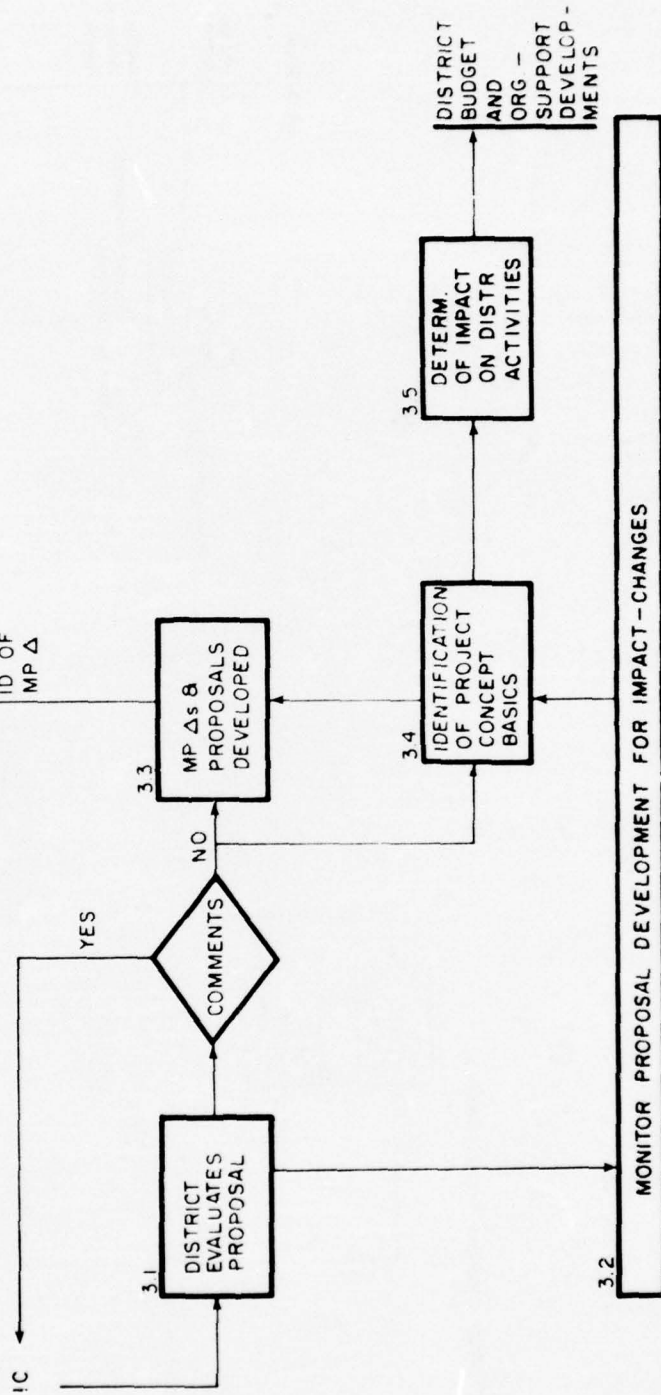 IC
YES
ID OF
MP Δ
3.1
DISTRICT
EVALUATES
PROPOSAL
COMMENTS
NO
3.3
MP Δs &
PROPOSALS
DEVELOPED
3.4
IDENTIFICATION
OF PROJECT
CONCEPT
BASICS
3.5
DETERM.
OF IMPACT
ON DISTR
ACTIVITIES
DISTRICT
BUDGET
AND
ORG.-
SUPPORT
DEVELOP-
MENTS
3.2
MONITOR PROPOSAL DEVELOPMENT FOR IMPACT-CHANGES